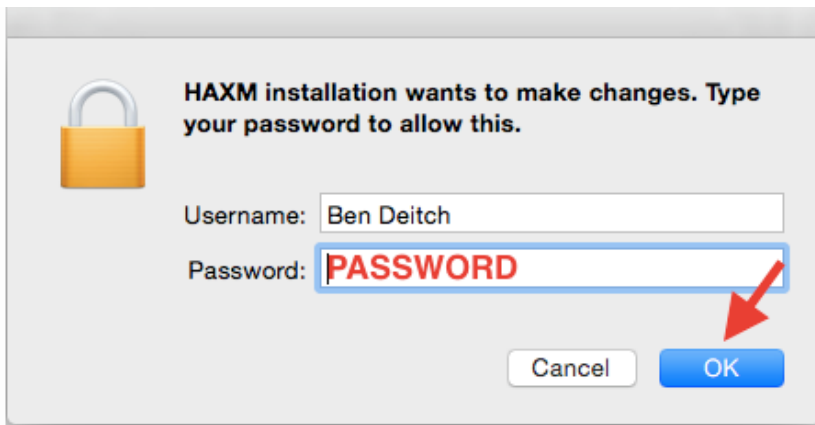 HAXM installation wants to make changes. Type
your password to allow this.
Username: Ben Deitch
Password: PASSWORD
Cancel OK